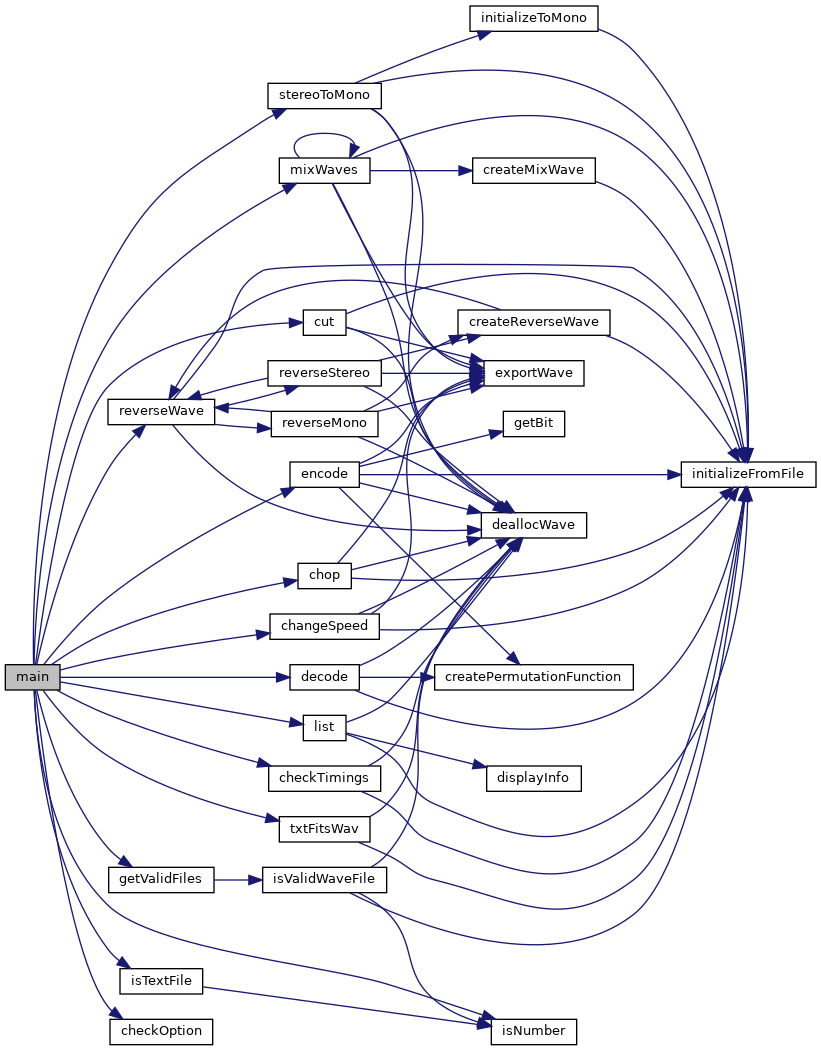 initializeToMono
stereoToMono
mixWaves
createMixWave
cut
createReverseWave
reverseStereo
exportWave
reverseWave
reverseMono
getBit
encode
initializeFromFile
deallocWave
chop
changeSpeed
main
decode
createPermutationFunction
list
checkTimings
displayInfo
txtFitsWav
getValidFiles
isValidWaveFile
isTextFile
checkOption
isNumber